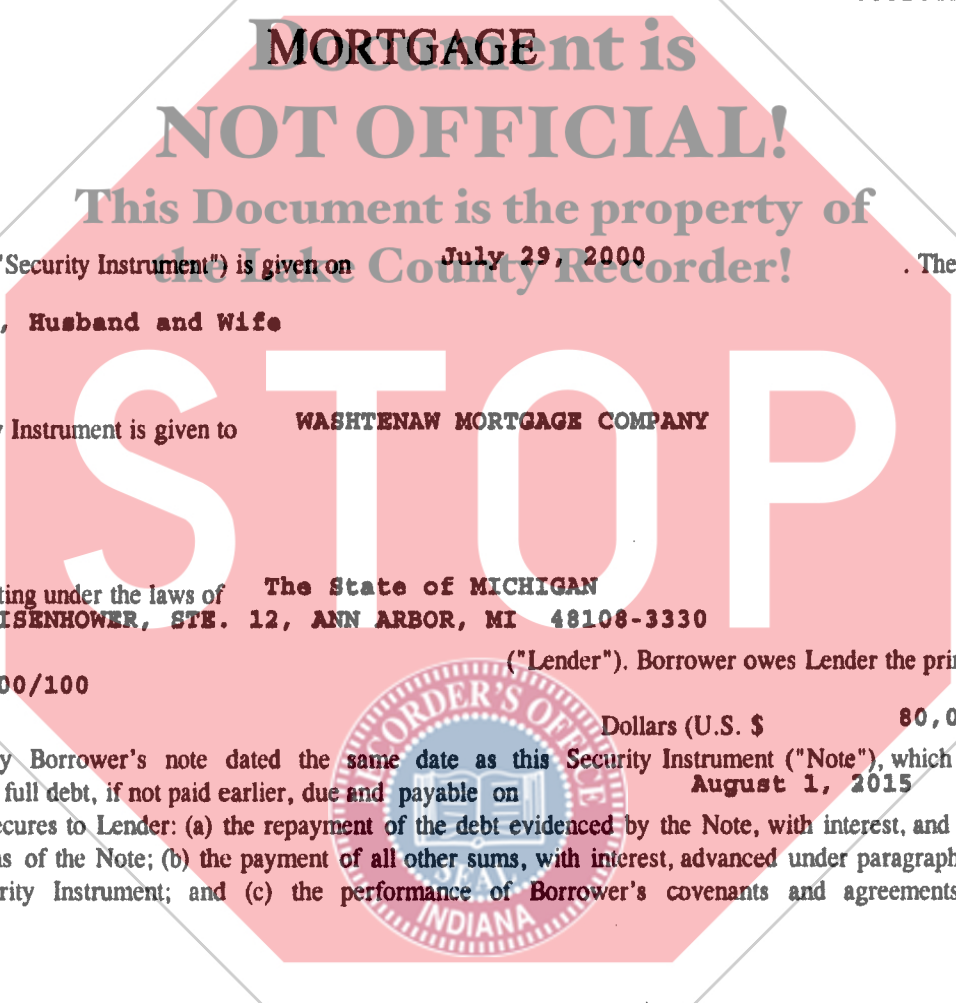 MORTGAGE
Document is
NOT OFFICIAL!
This Document is the property of
the Lake County Recorder!
"Security Instrument") is given on July 29, 2000 . The
, Husband and Wife
STOP
Instrument is given to WASHTENAW MORTGAGE COMPANY
ting under the laws of The State of MICHIGAN
ISENHOWER, STE. 12, ANN ARBOR, MI 48108-3330
("Lender"). Borrower owes Lender the pri
00/100
Dollars (U.S. $ 80,0
y Borrower's note dated the same date as this Security Instrument ("Note"), which
full debt, if not paid earlier, due and payable on August 1, 2015
ecures to Lender: (a) the repayment of the debt evidenced by the Note, with interest, and
s of the Note; (b) the payment of all other sums, with interest, advanced under paragraph
rity Instrument; and (c) the performance of Borrower's covenants and agreements
RECORDER'S OFFICE
SEAL
INDIANA